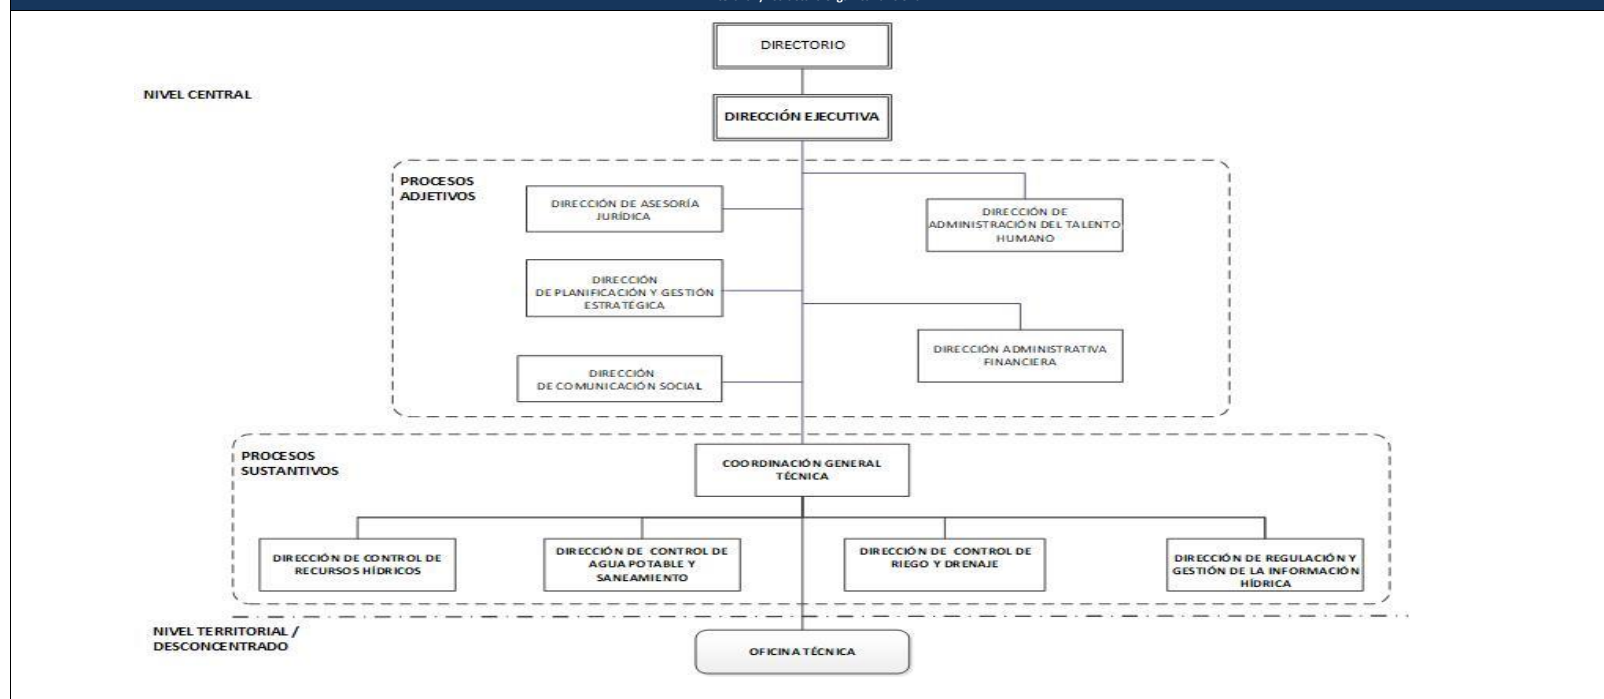 DIRECTORIO
NIVEL CENTRAL
DIRECCIÓN EJECUTIVA
PROCESOS
ADJETIVOS
DIRECCIÓN DE ASESORÍA
JURÍDICA
DIRECCIÓN DE
ADMINISTRACIÓN DEL TALENTO
HUMANO
DIRECCIÓN
DE PLANIFICACIÓN Y GESTIÓN
ESTRATÉGICA
DIRECCIÓN ADMINISTRATIVA
FINANCIERA
DIRECCIÓN
DE COMUNICACIÓN SOCIAL
PROCESOS
SUSTANTIVOS
COORDINACIÓN GENERAL
TÉCNICA
DIRECCIÓN DE CONTROL DE
RECURSOS HÍDRICOS
DIRECCIÓN DE CONTROL DE
AGUA POTABLE Y
SANEAMIENTO
DIRECCIÓN DE CONTROL DE
RIEGO Y DRENAJE
DIRECCIÓN DE REGULACIÓN Y
GESTIÓN DE LA INFORMACIÓN
HÍDRICA
NIVEL TERRITORIAL /
DESCONCENTRADO
OFICINA TÉCNICA